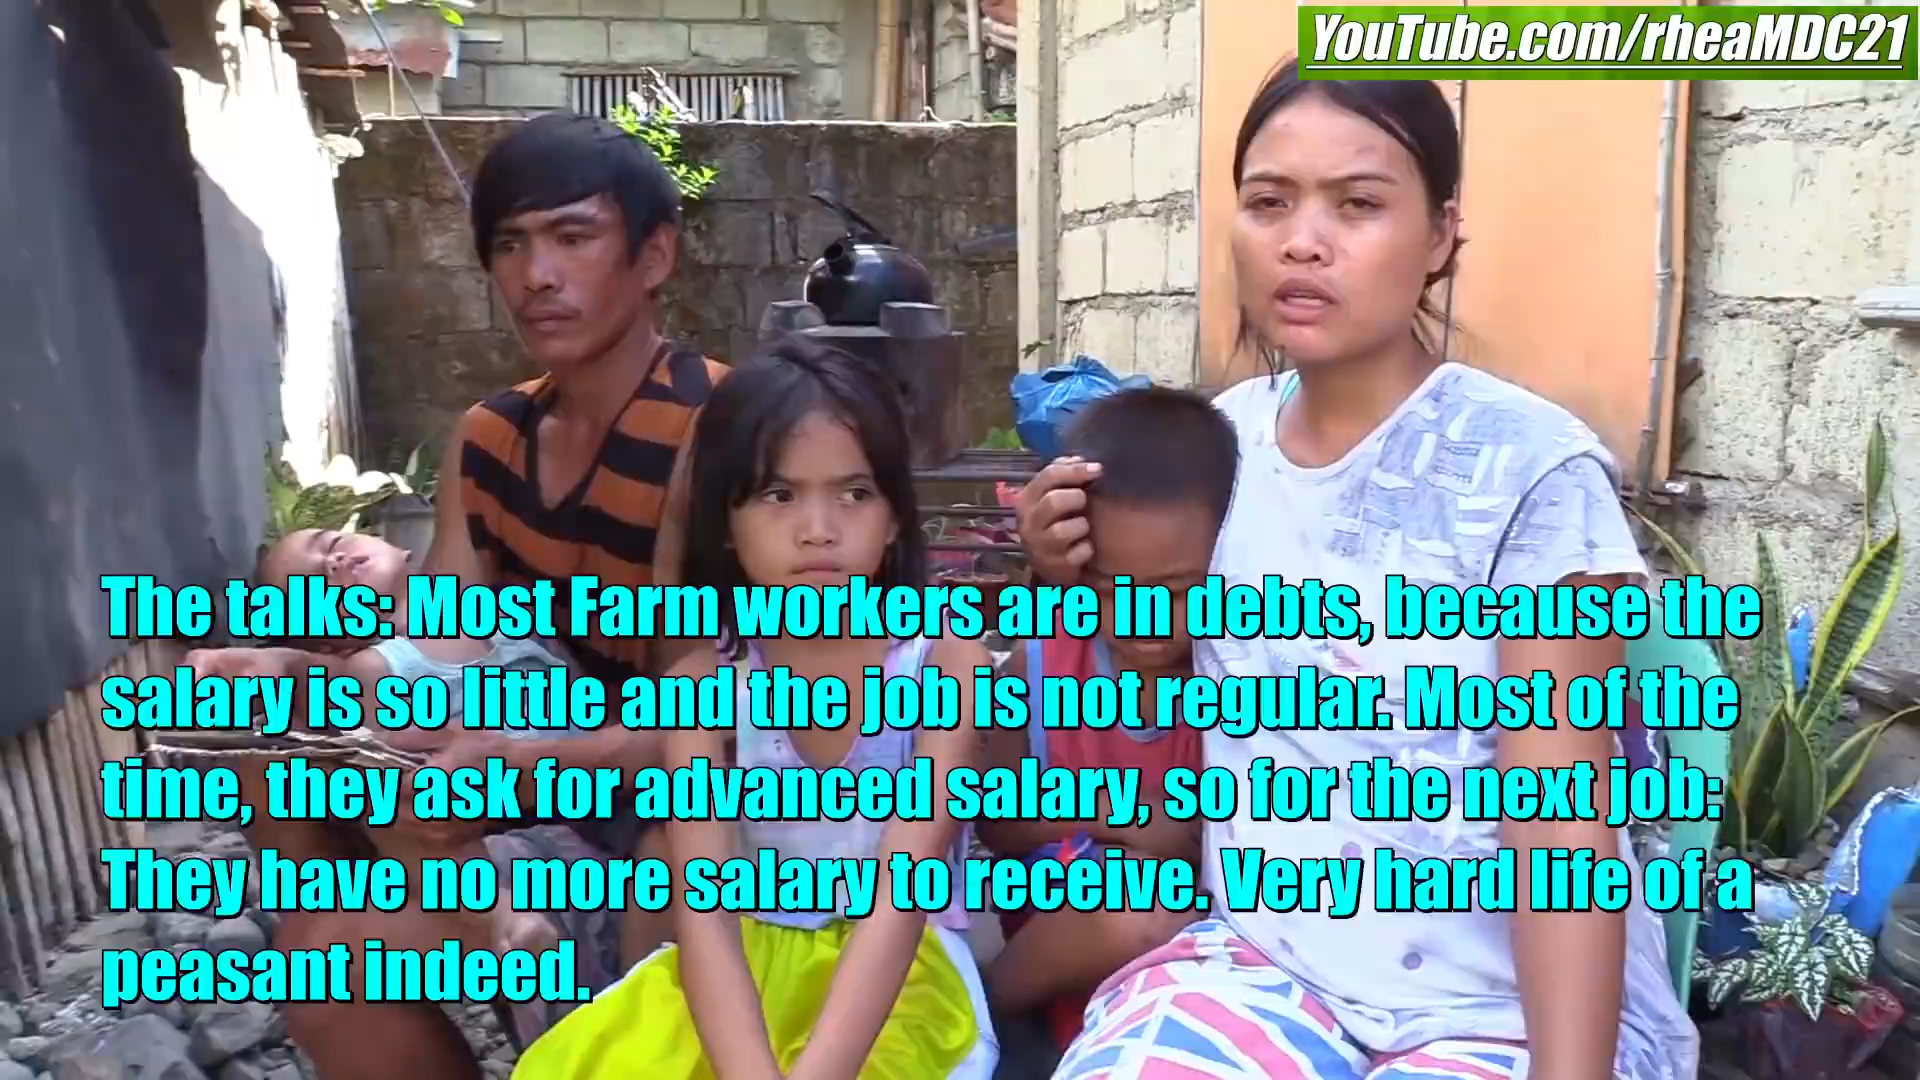 YouTube.com/rheaMDC21
The talks: Most Farm workers are in debts, because the
salary is so little and the job is not regular. Most of the
time, they ask for advanced salary, so for the next job:
They have no more salary to receive. Very hard life of a
peasant indeed.